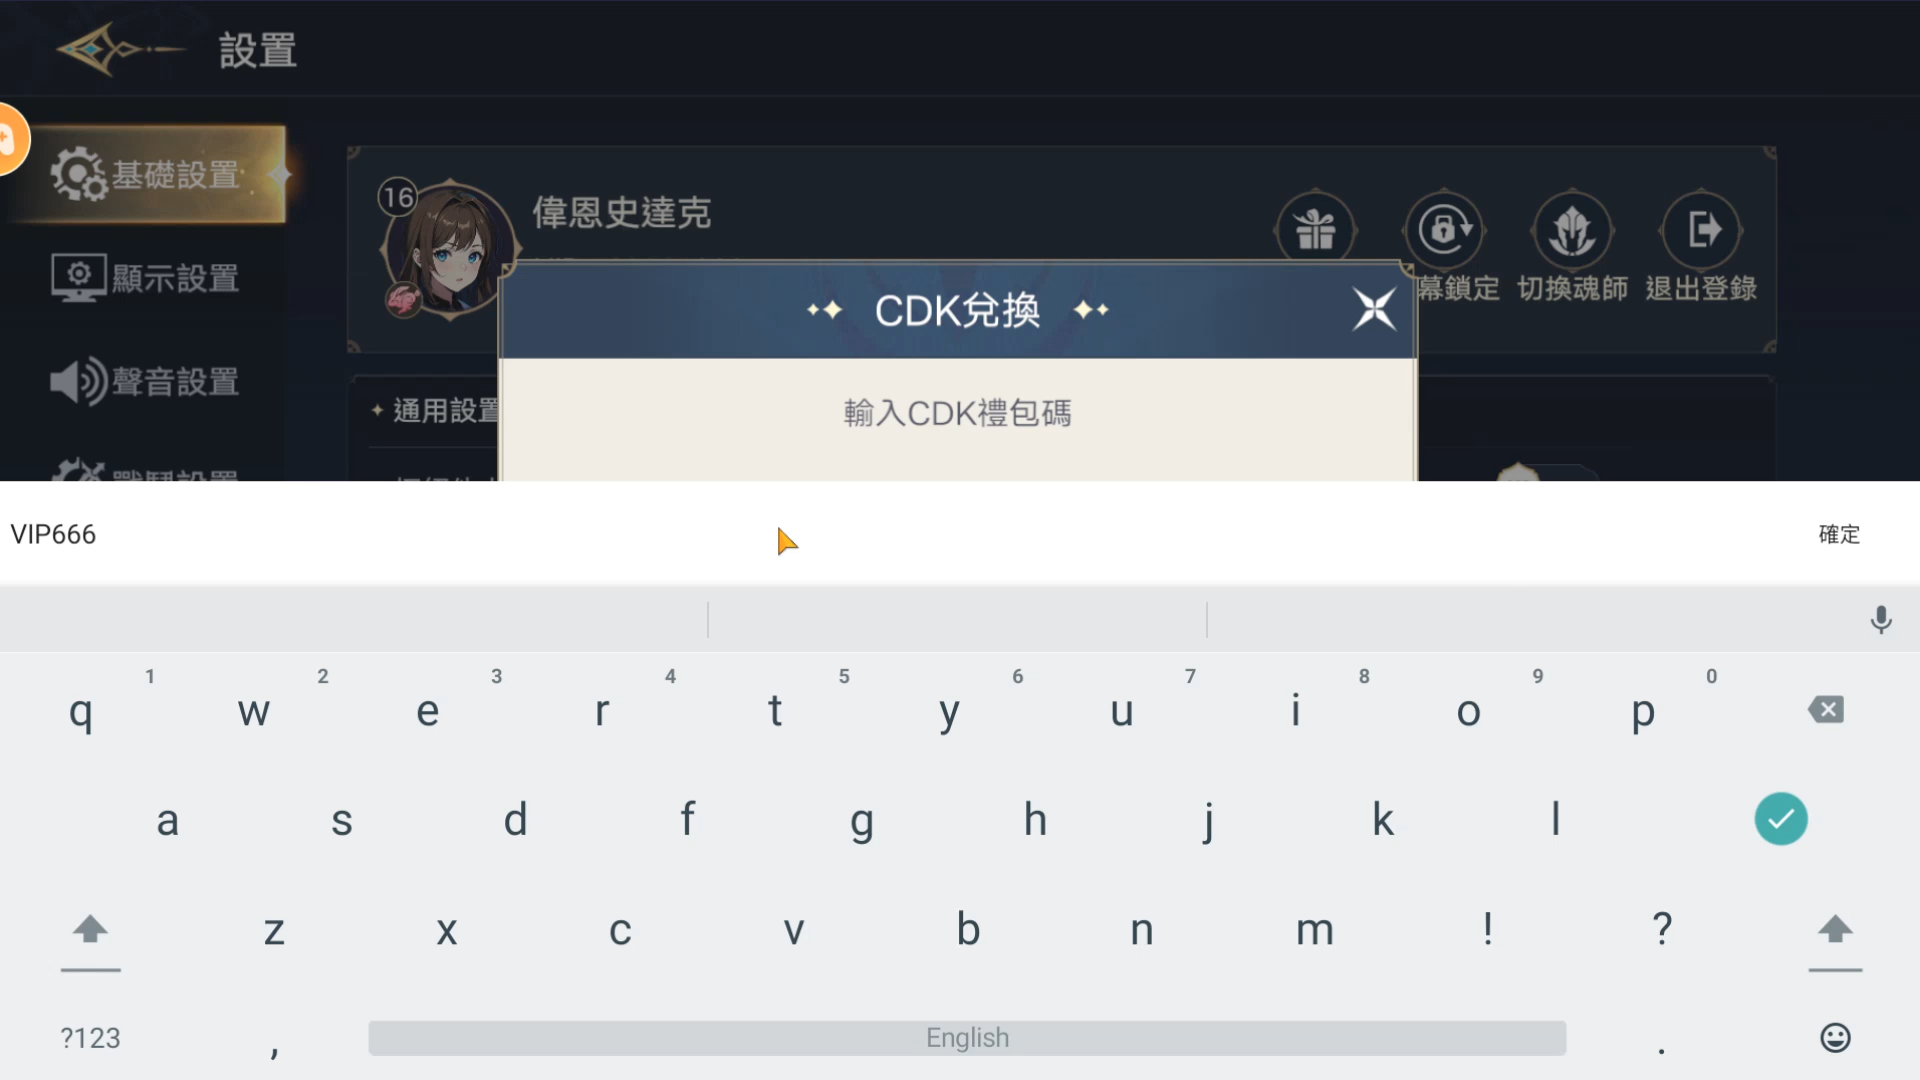 設置
基礎設置
顯示設置
聲音設置
16
偉恩史達克
幕鎖定
切換魂師
退出登錄
通用設置
CDK兌換
輸入CDK禮包碼
VIP666
確定
1 2 3 4 5 6 7 8 9 0
q w e r t y u i o p
a s d f g h j k l
z x c v b n m ! ?
?123 , English .